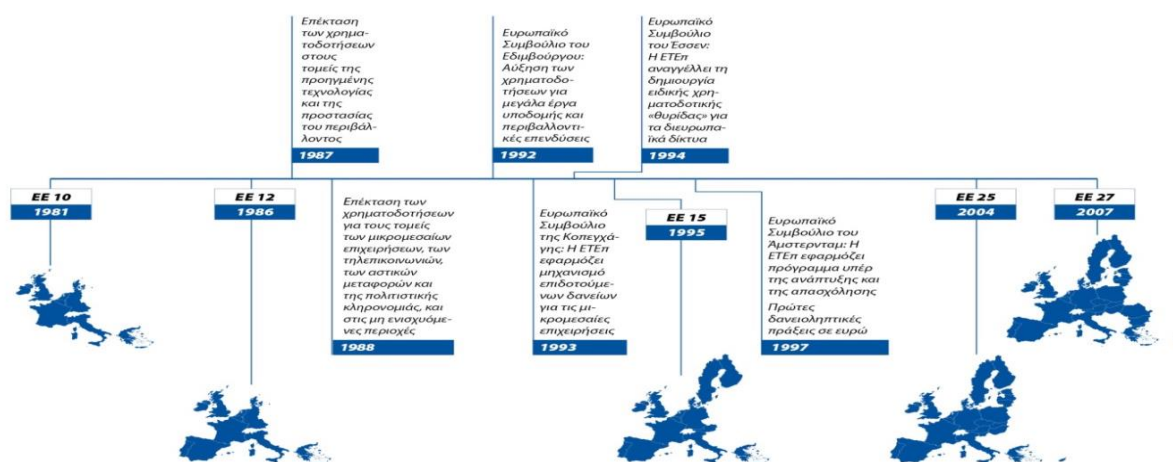 Επέκταση
των χρημα-
τοδοτήσεων
στους
τομείς της
προηγμένης
τεχνολογίας
και της
προστασίας
του περιβάλ-
λοντος
1987
Ευρωπαϊκό
Συμβούλιο του
Εδιμβούργου:
Αύξηση των
χρηματοδο-
τήσεων για
μεγάλα έργα
υποδομής και
περιβαλλοντι-
κές επενδύσεις
1992
Ευρωπαϊκό
Συμβούλιο
του Έσσεν:
Η ΕΤΕπ
αναγγέλλει τη
δημιουργία
ειδικής χρη-
ματοδοτικής
«θυρίδας» για
τα διευρωπα-
ϊκά δίκτυα
1994
ΕΕ 10
1981
ΕΕ 12
1986
Επέκταση των
χρηματοδοτήσεων
για τους τομείς
των μικρομεσαίων
επιχειρήσεων, των
τηλεπικοινωνιών,
των αστικών
μεταφορών και
της πολιτιστικής
κληρονομιάς, και
στις μη ενισχυόμε-
νες περιοχές
1988
Ευρωπαϊκό
Συμβούλιο
της Κοπεγχά-
γης: Η ΕΤΕπ
εφαρμόζει
μηχανισμό
επιδοτούμε-
νων δανείων
για τις μι-
κρομεσαίες
επιχειρήσεις
1993
ΕΕ 15
1995
Ευρωπαϊκό
Συμβούλιο του
Άμστερνταμ: Η
ΕΤΕπ εφαρμόζει
πρόγραμμα υπέρ
της ανάπτυξης και
της απασχόλησης
Πρώτες
δανειοληπτικές
πράξεις σε ευρώ
1997
ΕΕ 25
2004
ΕΕ 27
2007